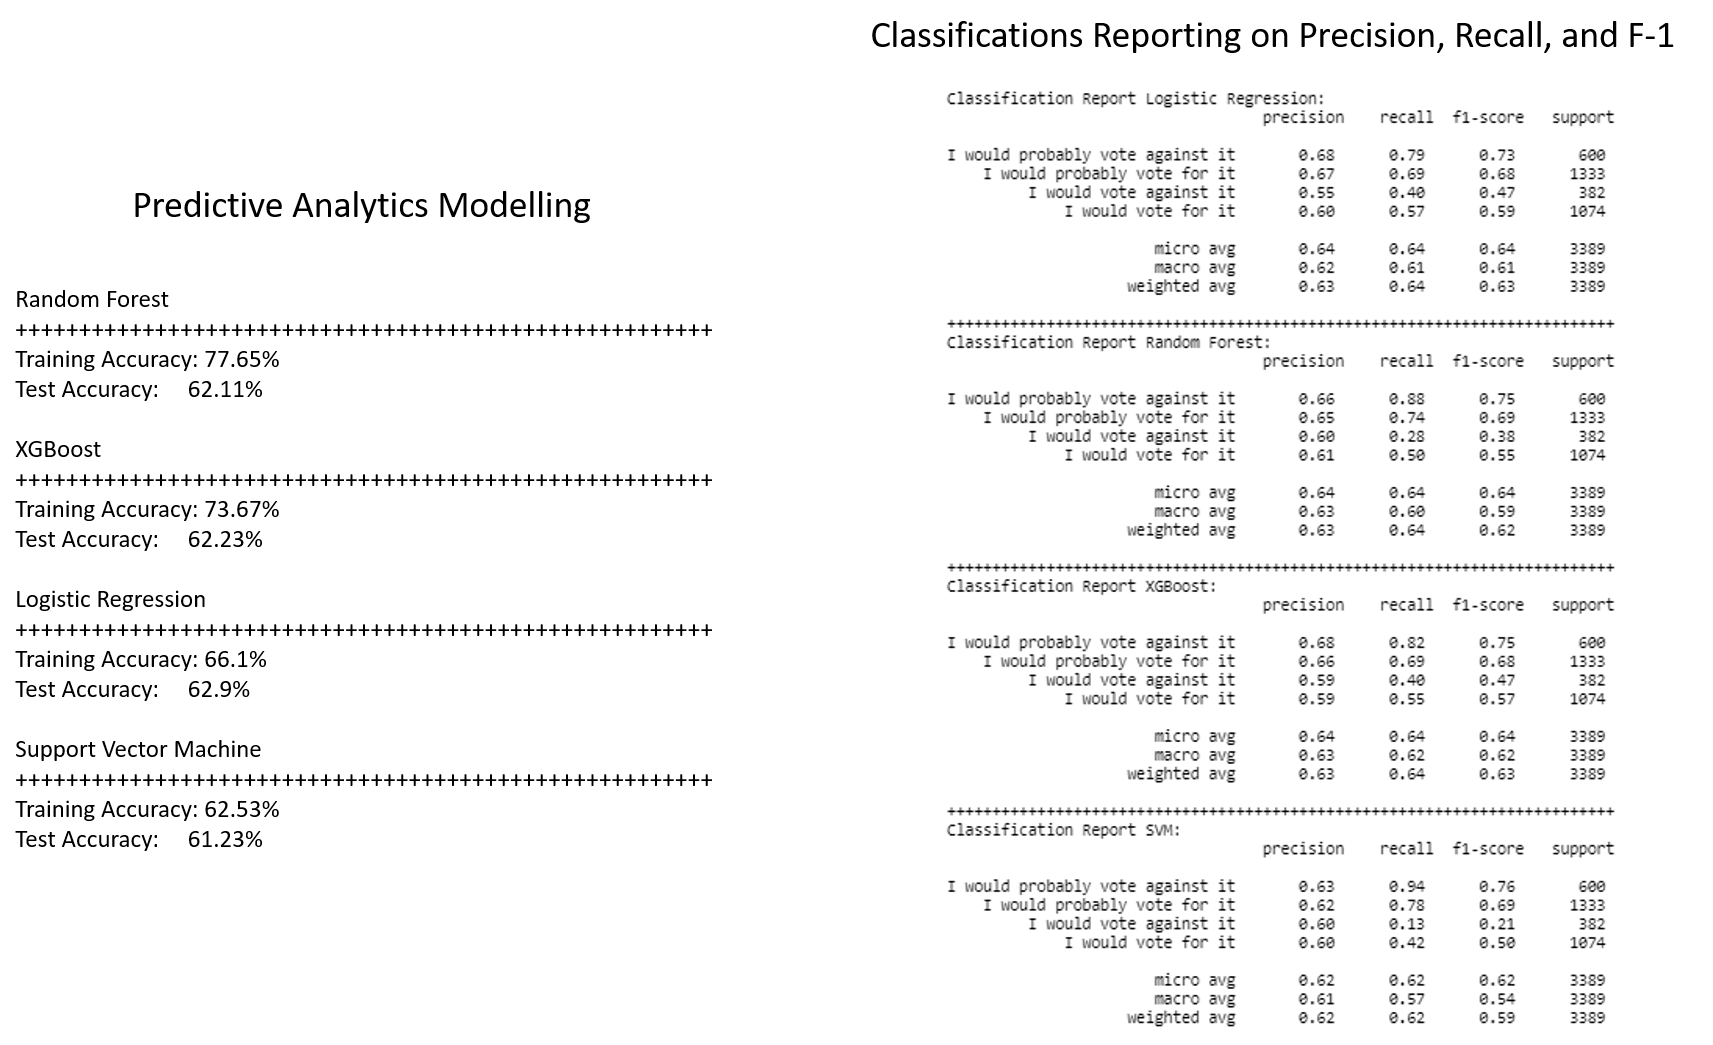 Predictive Analytics Modelling
Random Forest
+++++++++++++++++++++++++++++++++++++++++++++++++++++++
Training Accuracy: 77.65%
Test Accuracy: 62.11%
XGBoost
+++++++++++++++++++++++++++++++++++++++++++++++++++++++
Training Accuracy: 73.67%
Test Accuracy: 62.23%
Logistic Regression
+++++++++++++++++++++++++++++++++++++++++++++++++++++++
Training Accuracy: 66.1%
Test Accuracy: 62.9%
Support Vector Machine
+++++++++++++++++++++++++++++++++++++++++++++++++++++++
Training Accuracy: 62.53%
Test Accuracy: 61.23%
Classifications Reporting on Precision, Recall, and F-1
Classification Report Logistic Regression:
precision recall f1-score support
I would probably vote against it 0.68 0.79 0.73 600
I would probably vote for it 0.67 0.69 0.68 1333
I would vote against it 0.55 0.40 0.47 382
I would vote for it 0.60 0.57 0.59 1074
micro avg 0.64 0.64 0.64 3389
macro avg 0.62 0.61 0.61 3389
weighted avg 0.63 0.64 0.63 3389
++++++++++++++++++++++++++++++++++++++++++++++++++++++++++++++++++++++++++
Classification Report Random Forest:
precision recall f1-score support
I would probably vote against it 0.66 0.88 0.75 600
I would probably vote for it 0.65 0.74 0.69 1333
I would vote against it 0.60 0.28 0.38 382
I would vote for it 0.61 0.50 0.55 1074
micro avg 0.64 0.64 0.64 3389
macro avg 0.63 0.60 0.59 3389
weighted avg 0.63 0.64 0.62 3389
++++++++++++++++++++++++++++++++++++++++++++++++++++++++++++++++++++++++++
Classification Report XGBoost:
precision recall f1-score support
I would probably vote against it 0.68 0.82 0.75 600
I would probably vote for it 0.66 0.69 0.68 1333
I would vote against it 0.59 0.40 0.47 382
I would vote for it 0.59 0.55 0.57 1074
micro avg 0.64 0.64 0.64 3389
macro avg 0.63 0.62 0.62 3389
weighted avg 0.63 0.64 0.63 3389
++++++++++++++++++++++++++++++++++++++++++++++++++++++++++++++++++++++++++
Classification Report SVM:
precision recall f1-score support
I would probably vote against it 0.63 0.94 0.76 600
I would probably vote for it 0.62 0.78 0.69 1333
I would vote against it 0.60 0.13 0.21 382
I would vote for it 0.60 0.42 0.50 1074
micro avg 0.62 0.62 0.62 3389
macro avg 0.61 0.57 0.54 3389
weighted avg 0.62 0.62 0.59 3389